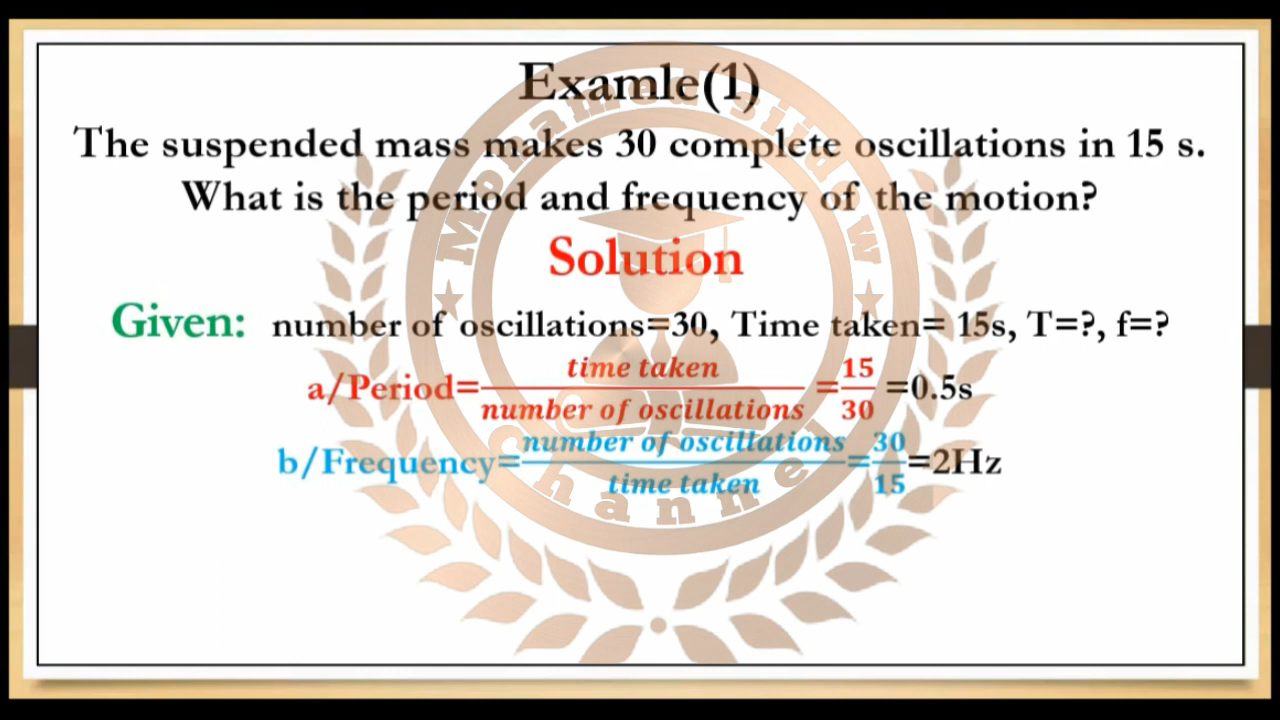 Examle(1)
The suspended mass makes 30 complete oscillations in 15 s.
What is the period and frequency of the motion?
Solution
Given: number of oscillations=30, Time taken= 15s, T=?, f=?
a/Period= time taken / number of oscillations = 15/30 =0.5s
b/Frequency= number of oscillations / time taken = 30/15 =2Hz
Channel